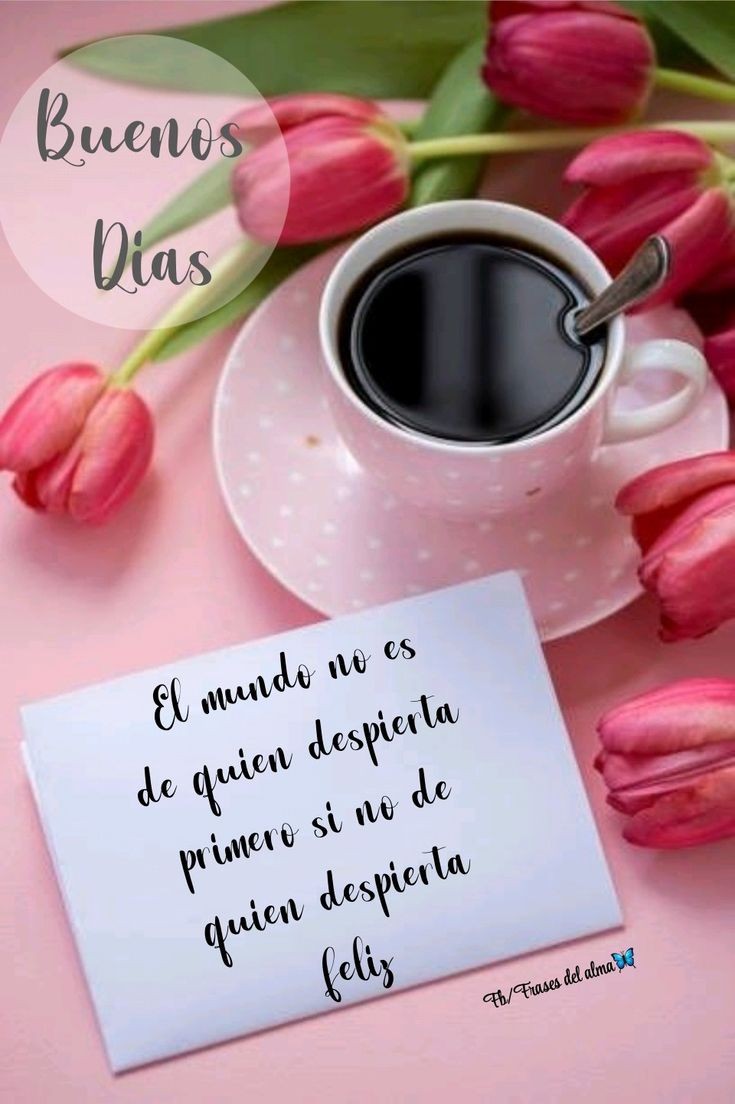 Buenos
Dias
El mundo no es
de quien despierta
primero si no de
quien despierta
feliz
Fb/Frases del alma